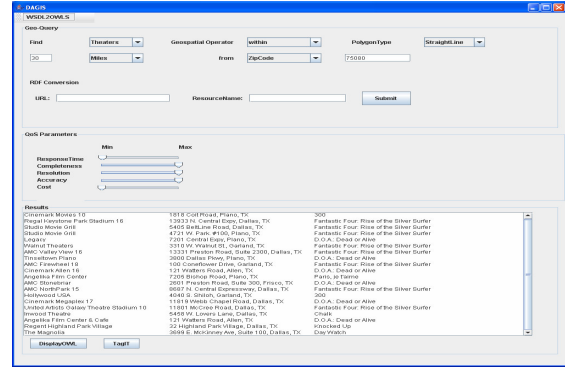 DAGIS
WSDL2OWLS
Geo-Query
Find Theaters Geospatial Operator within PolygonType StraightLine
30 Miles from ZipCode 75080
RDF Conversion
URL: ResourceName: Submit
QoS Parameters
Min Max
ResponseTime
Completeness
Resolution
Accuracy
Cost
Results
Cinemark Movies 10 1818 Coit Road, Plano, TX 300
Regal Keystone Park Stadium 16 13933 N. Central Expy, Dallas, TX Fantastic Four: Rise of the Silver Surfer
Studio Movie Grill 5405 BeltLine Road, Dallas, TX Fantastic Four: Rise of the Silver Surfer
Studio Movie Grill 4721 W. Park #100, Plano, TX Fantastic Four: Rise of the Silver Surfer
Legacy 7201 Central Expy, Plano, TX D.O.A.: Dead or Alive
Walnut Theaters 3310 W. Walnut St., Garland, TX Fantastic Four: Rise of the Silver Surfer
AMC Valley View 16 13331 Preston Road, Suite 2300, Dallas, TX Fantastic Four: Rise of the Silver Surfer
Tinseltown Plano 3800 Dallas Pkwy, Plano, TX D.O.A.: Dead or Alive
AMC Firewheel 18 100 Coneflower Drive, Garland, TX Fantastic Four: Rise of the Silver Surfer
Cinemark Allen 16 121 Watters Road, Allen, TX D.O.A.: Dead or Alive
Angelika Film Center 7205 Bishop Road, Plano, TX Paris, je t'aime
AMC Stonebriar 2601 Preston Road, Suite 300, Frisco, TX D.O.A.: Dead or Alive
AMC NorthPark 15 8687 N. Central Expressway, Dallas, TX Fantastic Four: Rise of the Silver Surfer
Hollywood USA 4040 S. Shiloh, Garland, TX 300
Cinemark Megaplex 17 11819 Webb Chapel Road, Dallas, TX D.O.A.: Dead or Alive
United Artists Galaxy Theatre Stadium 10 11801 McCree Road, Dallas, TX Fantastic Four: Rise of the Silver Surfer
Inwood Theatre 5458 W. Lovers Lane, Dallas, TX Chalk
Angelika Film Center & Cafe 121 Watters Road, Allen, TX D.O.A.: Dead or Alive
Regent Highland Park Village 32 Highland Park Village, Dallas, TX Knocked Up
The Magnolia 3699 E. McKinney Ave, Suite 100, Dallas, TX Day Watch
DisplayOWL TagIT